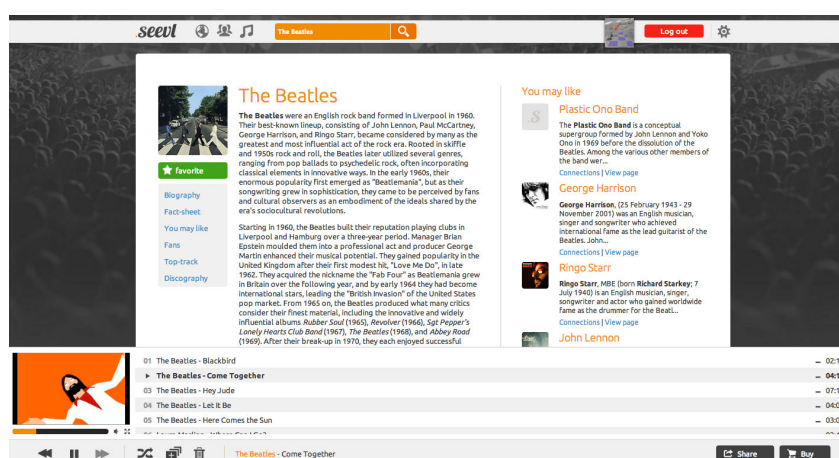 .seevl
The Beatles
Log out
The Beatles
The Beatles were an English rock band formed in Liverpool in 1960.
Their best-known lineup, consisting of John Lennon, Paul McCartney,
George Harrison, and Ringo Starr, became considered by many as the
greatest and most influential act of the rock era. Rooted in skiffle
and 1950s rock and roll, the Beatles later utilized several genres,
ranging from pop ballads to psychedelic rock, often incorporating
classical elements in innovative ways. In the early 1960s, their
enormous popularity first emerged as "Beatlemania", but as their
songwriting grew in sophistication, they came to be perceived by fans
and cultural observers as an embodiment of the ideals shared by the
era's sociocultural revolutions.
Starting in 1960, the Beatles built their reputation playing clubs in
Liverpool and Hamburg over a three-year period. Manager Brian
Epstein moulded them into a professional act and producer George
Martin enhanced their musical potential. They gained popularity in the
United Kingdom after their first modest hit, "Love Me Do", in late
1962. They acquired the nickname the "Fab Four" as Beatlemania grew
in Britain over the following year, and by early 1964 they had become
international stars, leading the "British Invasion" of the United States
pop market. From 1965 on, the Beatles produced what many critics
consider their finest material, including the innovative and widely
influential albums Rubber Soul (1965), Revolver (1966), Sgt Pepper's
Lonely Hearts Club Band (1967), The Beatles (1968), and Abbey Road
(1969). After their break-up in 1970, they each enjoyed successful
favorite
Biography
Fact-sheet
You may like
Fans
Top-track
Discography
You may like
.S
Plastic Ono Band
The Plastic Ono Band is a conceptual
supergroup formed by John Lennon and Yoko
Ono in 1969 before the dissolution of the
Beatles. Among the various other members of
the band wer...
Connections | View page
George Harrison
George Harrison, (25 February 1943 - 29
November 2001) was an English musician,
singer and songwriter who achieved
international fame as the lead guitarist of the
Beatles. John...
Connections | View page
Ringo Starr
Ringo Starr, MBE (born Richard Starkey; 7
July 1940) is an English musician, singer,
songwriter and actor who gained worldwide
fame as the drummer for the Beatl...
Connections | View page
John Lennon
01 The Beatles - Blackbird – 02:1
The Beatles - Come Together – 04:1
03 The Beatles - Hey Jude – 07:1
04 The Beatles - Let It Be – 04:0
05 The Beatles - Here Comes the Sun – 03:0
The Beatles - Come Together
Share
Buy